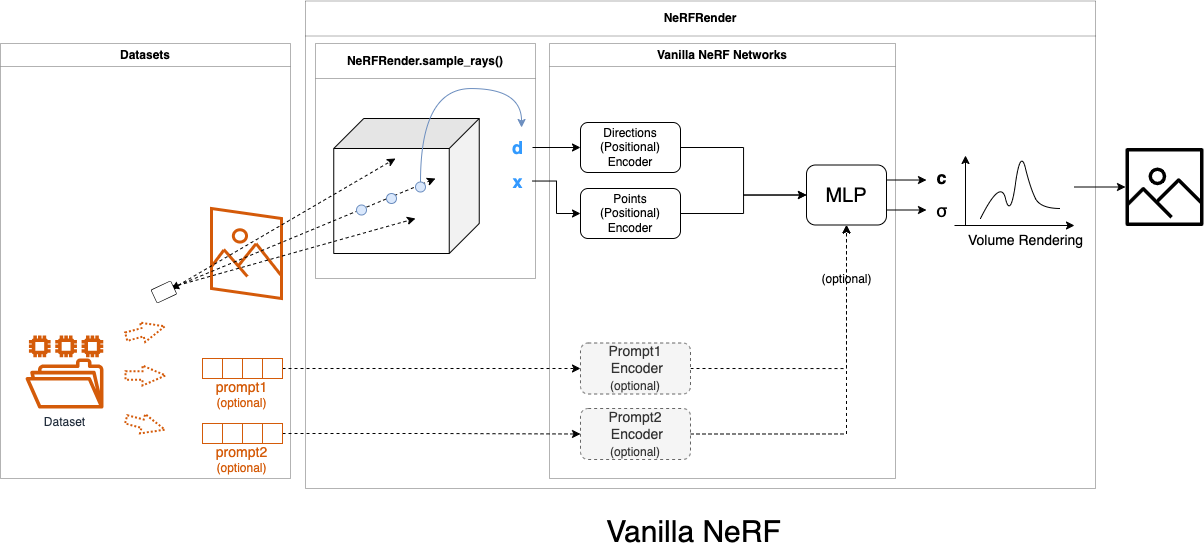 NeRFRender
Datasets
NeRFRender.sample_rays()
Vanilla NeRF Networks
d
x
Directions
(Positional)
Encoder
Points
(Positional)
Encoder
MLP
c
σ
Volume Rendering
(optional)
Dataset
prompt1
(optional)
prompt2
(optional)
Prompt1
Encoder
(optional)
Prompt2
Encoder
(optional)
Vanilla NeRF